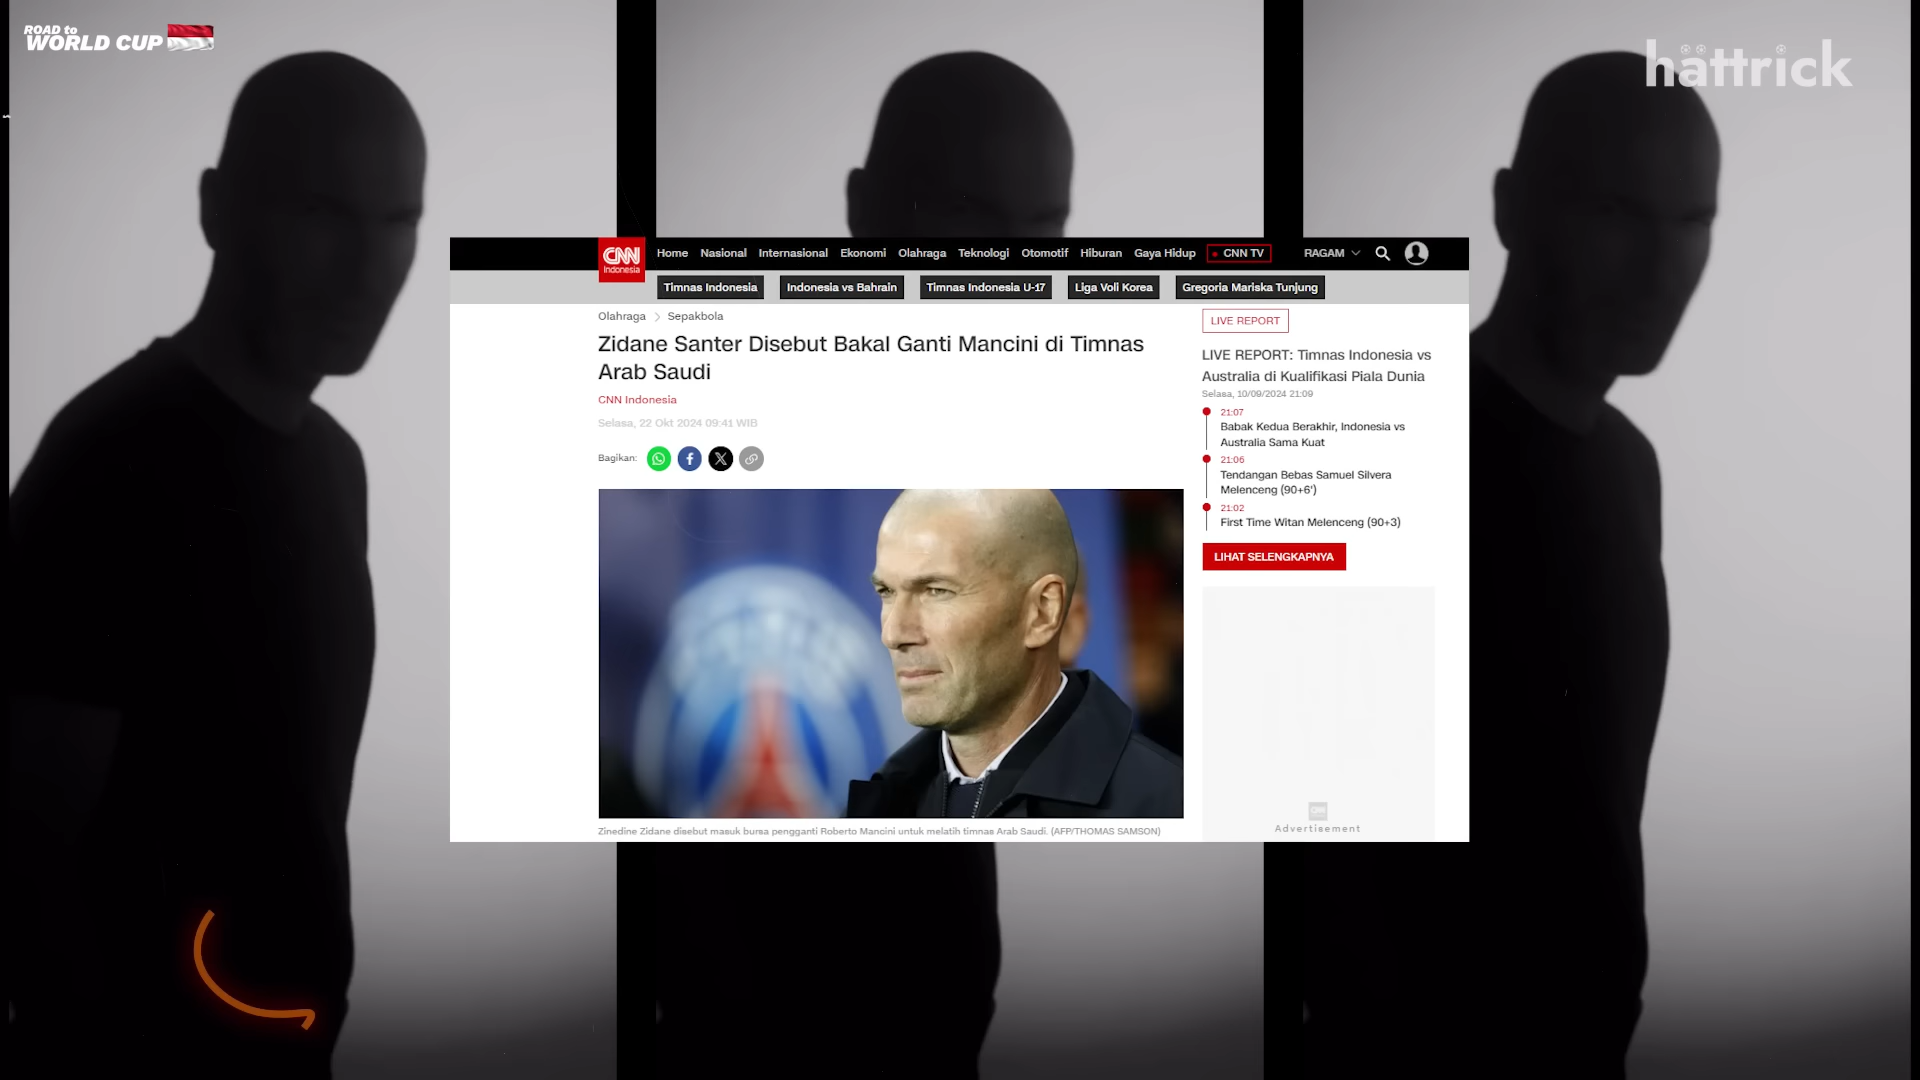 ROAD to
WORLD CUP
hattrick
CNN
Indonesia
Home Nasional Internasional Ekonomi Olahraga Teknologi Otomotif Hiburan Gaya Hidup CNN TV RAGAM
Timnas Indonesia Indonesia vs Bahrain Timnas Indonesia U-17 Liga Voli Korea Gregoria Mariska Tunjung
Olahraga > Sepakbola
Zidane Santer Disebut Bakal Ganti Mancini di Timnas
Arab Saudi
CNN Indonesia
Selasa, 22 Okt 2024 09:41 WIB
Bagikan:
Zinedine Zidane disebut masuk bursa pengganti Roberto Mancini untuk melatih timnas Arab Saudi. (AFP/THOMAS SAMSON)
LIVE REPORT
LIVE REPORT: Timnas Indonesia vs
Australia di Kualifikasi Piala Dunia
Selasa, 10/09/2024 21:09
21:07
Babak Kedua Berakhir, Indonesia vs
Australia Sama Kuat
21:06
Tendangan Bebas Samuel Silvera
Melenceng (90+6')
21:02
First Time Witan Melenceng (90+3)
LIHAT SELENGKAPNYA
Advertisement